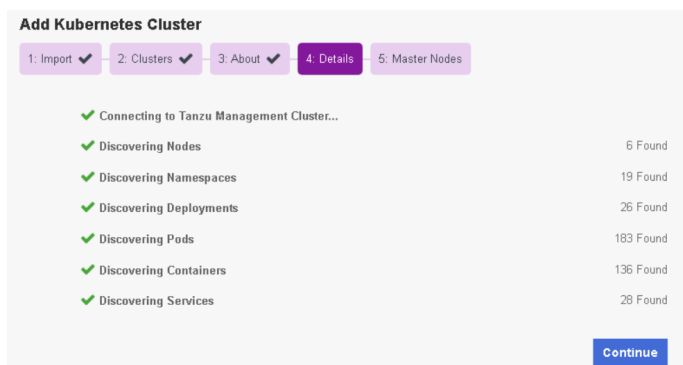 Add Kubernetes Cluster
1: Import 2: Clusters 3: About 4: Details 5: Master Nodes
Connecting to Tanzu Management Cluster...
Discovering Nodes 6 Found
Discovering Namespaces 19 Found
Discovering Deployments 26 Found
Discovering Pods 183 Found
Discovering Containers 136 Found
Discovering Services 28 Found
Continue